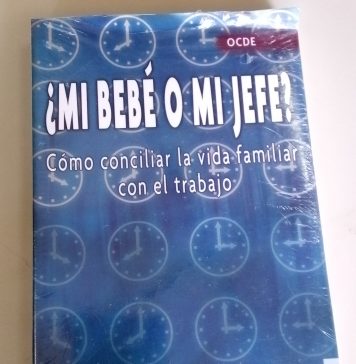 OCDE
¿MI BEBÉ O MI JEFE?
Cómo conciliar la vida familiar
con el trabajo